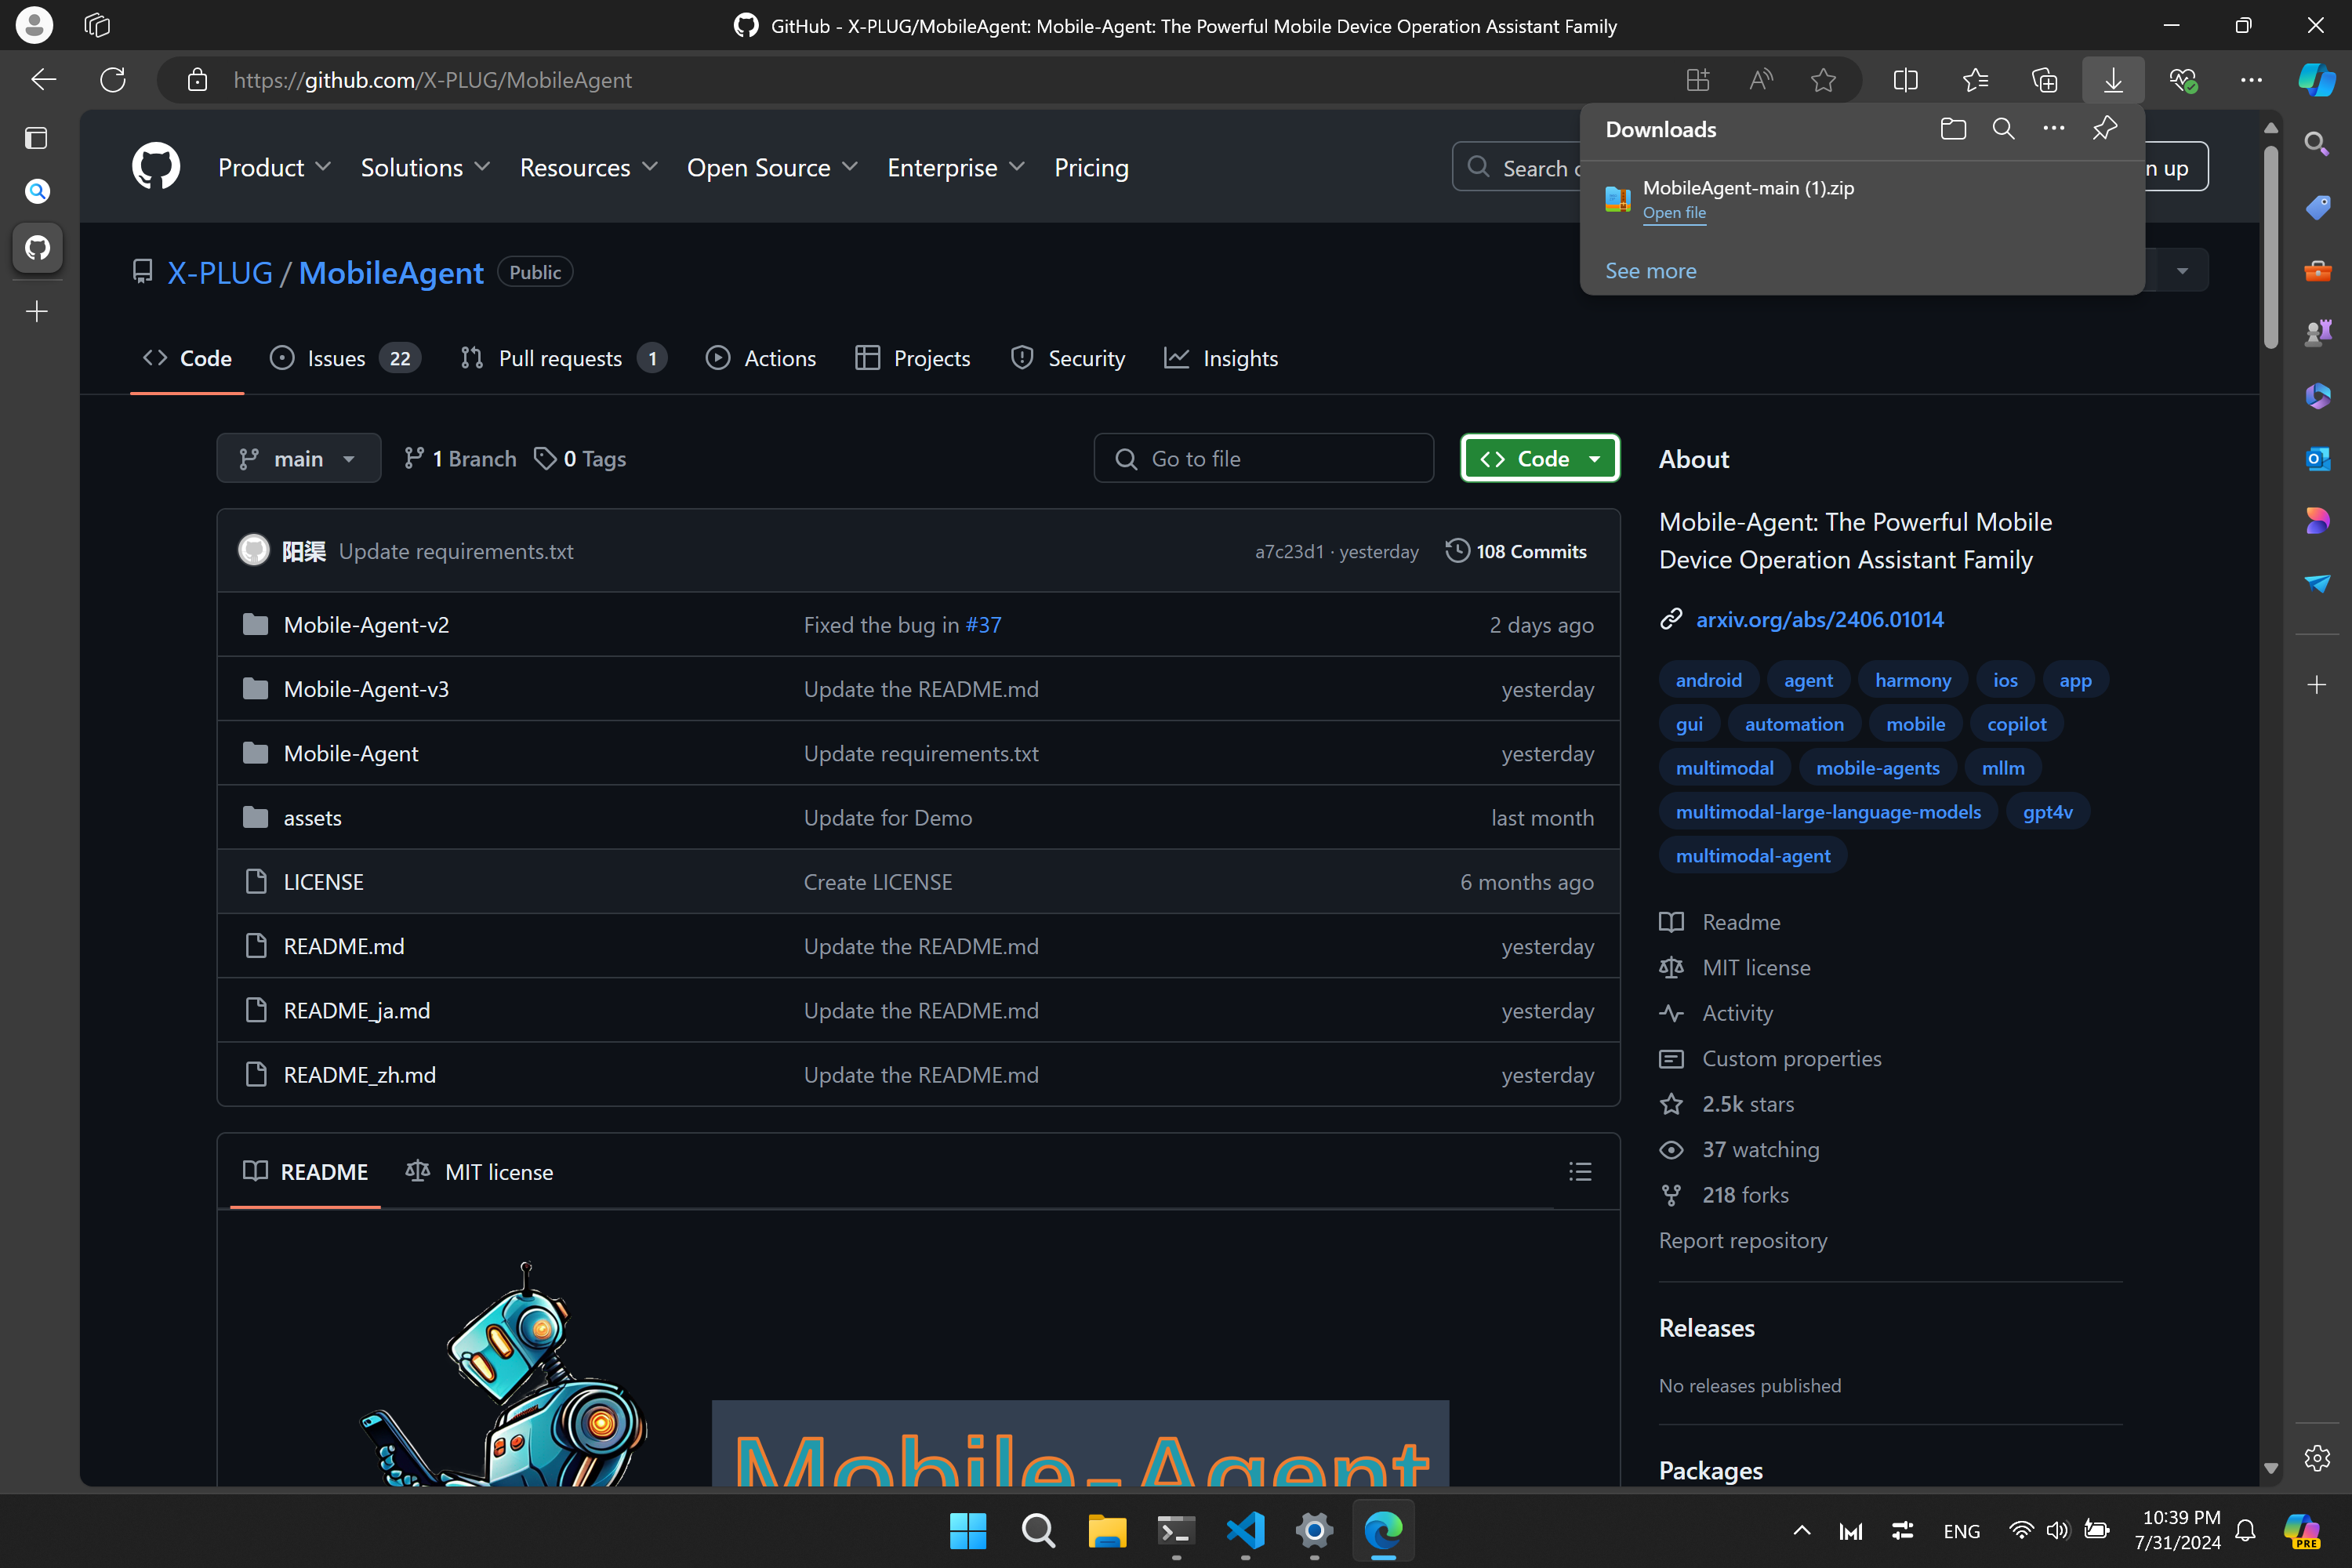 GitHub - X-PLUG/MobileAgent: Mobile-Agent: The Powerful Mobile Device Operation Assistant Family
https://github.com/X-PLUG/MobileAgent
Downloads
MobileAgent-main (1).zip
Open file
See more
Product Solutions Resources Open Source Enterprise Pricing
Search
n up
X-PLUG / MobileAgent Public
Code Issues 22 Pull requests 1 Actions Projects Security Insights
main 1 Branch 0 Tags Go to file Code
阳渠 Update requirements.txt a7c23d1 · yesterday 108 Commits
Mobile-Agent-v2 Fixed the bug in #37 2 days ago
Mobile-Agent-v3 Update the README.md yesterday
Mobile-Agent Update requirements.txt yesterday
assets Update for Demo last month
LICENSE Create LICENSE 6 months ago
README.md Update the README.md yesterday
README_ja.md Update the README.md yesterday
README_zh.md Update the README.md yesterday
README MIT license
Mobile-Agent
About
Mobile-Agent: The Powerful Mobile
Device Operation Assistant Family
arxiv.org/abs/2406.01014
android agent harmony ios app
gui automation mobile copilot
multimodal mobile-agents mllm
multimodal-large-language-models gpt4v
multimodal-agent
Readme
MIT license
Activity
Custom properties
2.5k stars
37 watching
218 forks
Report repository
Releases
No releases published
Packages
ENG
10:39 PM
7/31/2024
PRE